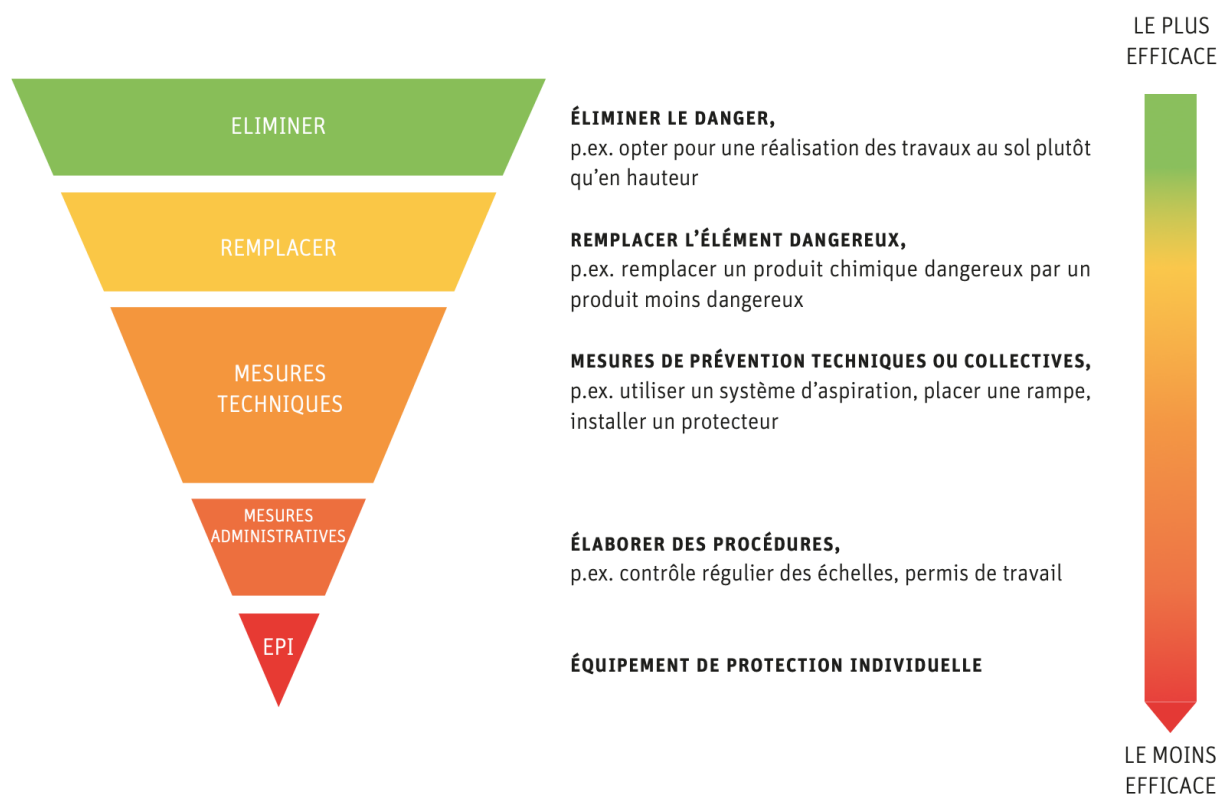 LE PLUS
EFFICACE
ELIMINER
ÉLIMINER LE DANGER,
p.ex. opter pour une réalisation des travaux au sol plutôt
qu'en hauteur
REMPLACER
REMPLACER L'ÉLÉMENT DANGEREUX,
p.ex. remplacer un produit chimique dangereux par un
produit moins dangereux
MESURES
TECHNIQUES
MESURES DE PRÉVENTION TECHNIQUES OU COLLECTIVES,
p.ex. utiliser un système d'aspiration, placer une rampe,
installer un protecteur
MESURES
ADMINISTRATIVES
ÉLABORER DES PROCÉDURES,
p.ex. contrôle régulier des échelles, permis de travail
EPI
ÉQUIPEMENT DE PROTECTION INDIVIDUELLE
LE MOINS
EFFICACE